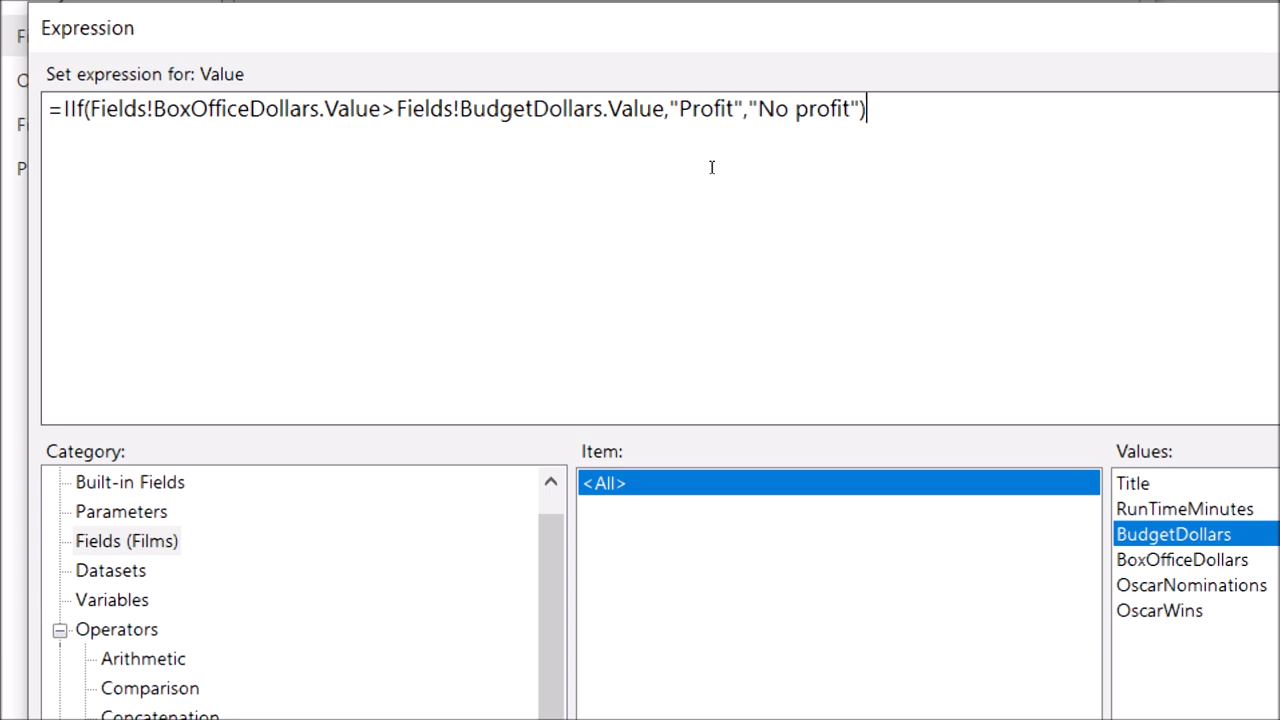 Expression
Set expression for: Value
=IIf(Fields!BoxOfficeDollars.Value>Fields!BudgetDollars.Value,"Profit","No profit")
Category:
Item:
Values:
Built-in Fields
Parameters
Fields (Films)
Datasets
Variables
Operators
Arithmetic
Comparison
Concatenation
<All>
Title
RunTimeMinutes
BudgetDollars
BoxOfficeDollars
OscarNominations
OscarWins